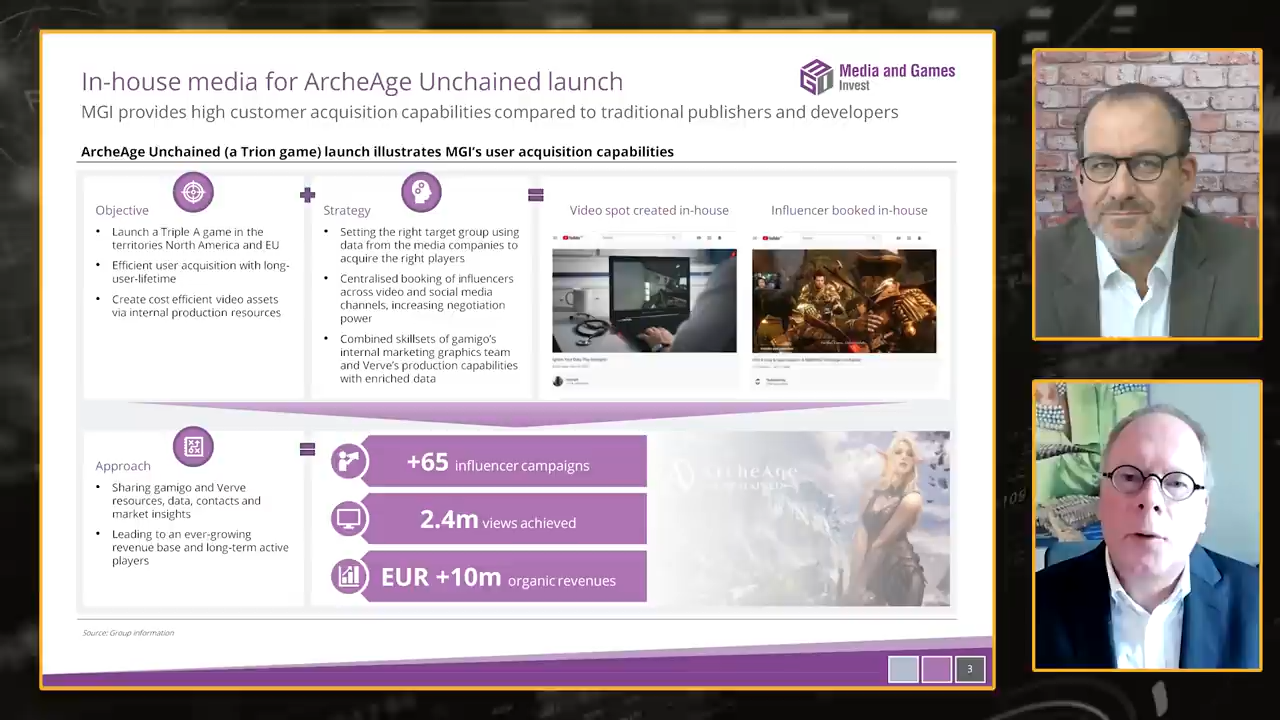 In-house media for ArcheAge Unchained launch
Media and Games
Invest
MGI provides high customer acquisition capabilities compared to traditional publishers and developers
ArcheAge Unchained (a Trion game) launch illustrates MGI's user acquisition capabilities
Objective
• Launch a Triple A game in the
territories North America and EU
• Efficient user acquisition with long-
user-lifetime
• Create cost efficient video assets
via internal production resources
Strategy
• Setting the right target group using
data from the media companies to
acquire the right players
• Centralised booking of influencers
across video and social media
channels, increasing negotiation
power
• Combined skillsets of gamigo's
internal marketing graphics team
and Verve's production capabilities
with enriched data
Video spot created in-house
YouTube
Search
Influencer booked in-house
YouTube
Search
Approach
• Sharing gamigo and Verve
resources, data, contacts and
market insights
• Leading to an ever-growing
revenue base and long-term active
players
+65 influencer campaigns
2.4m views achieved
EUR +10m organic revenues
ArcheAge
Source: Group information
3